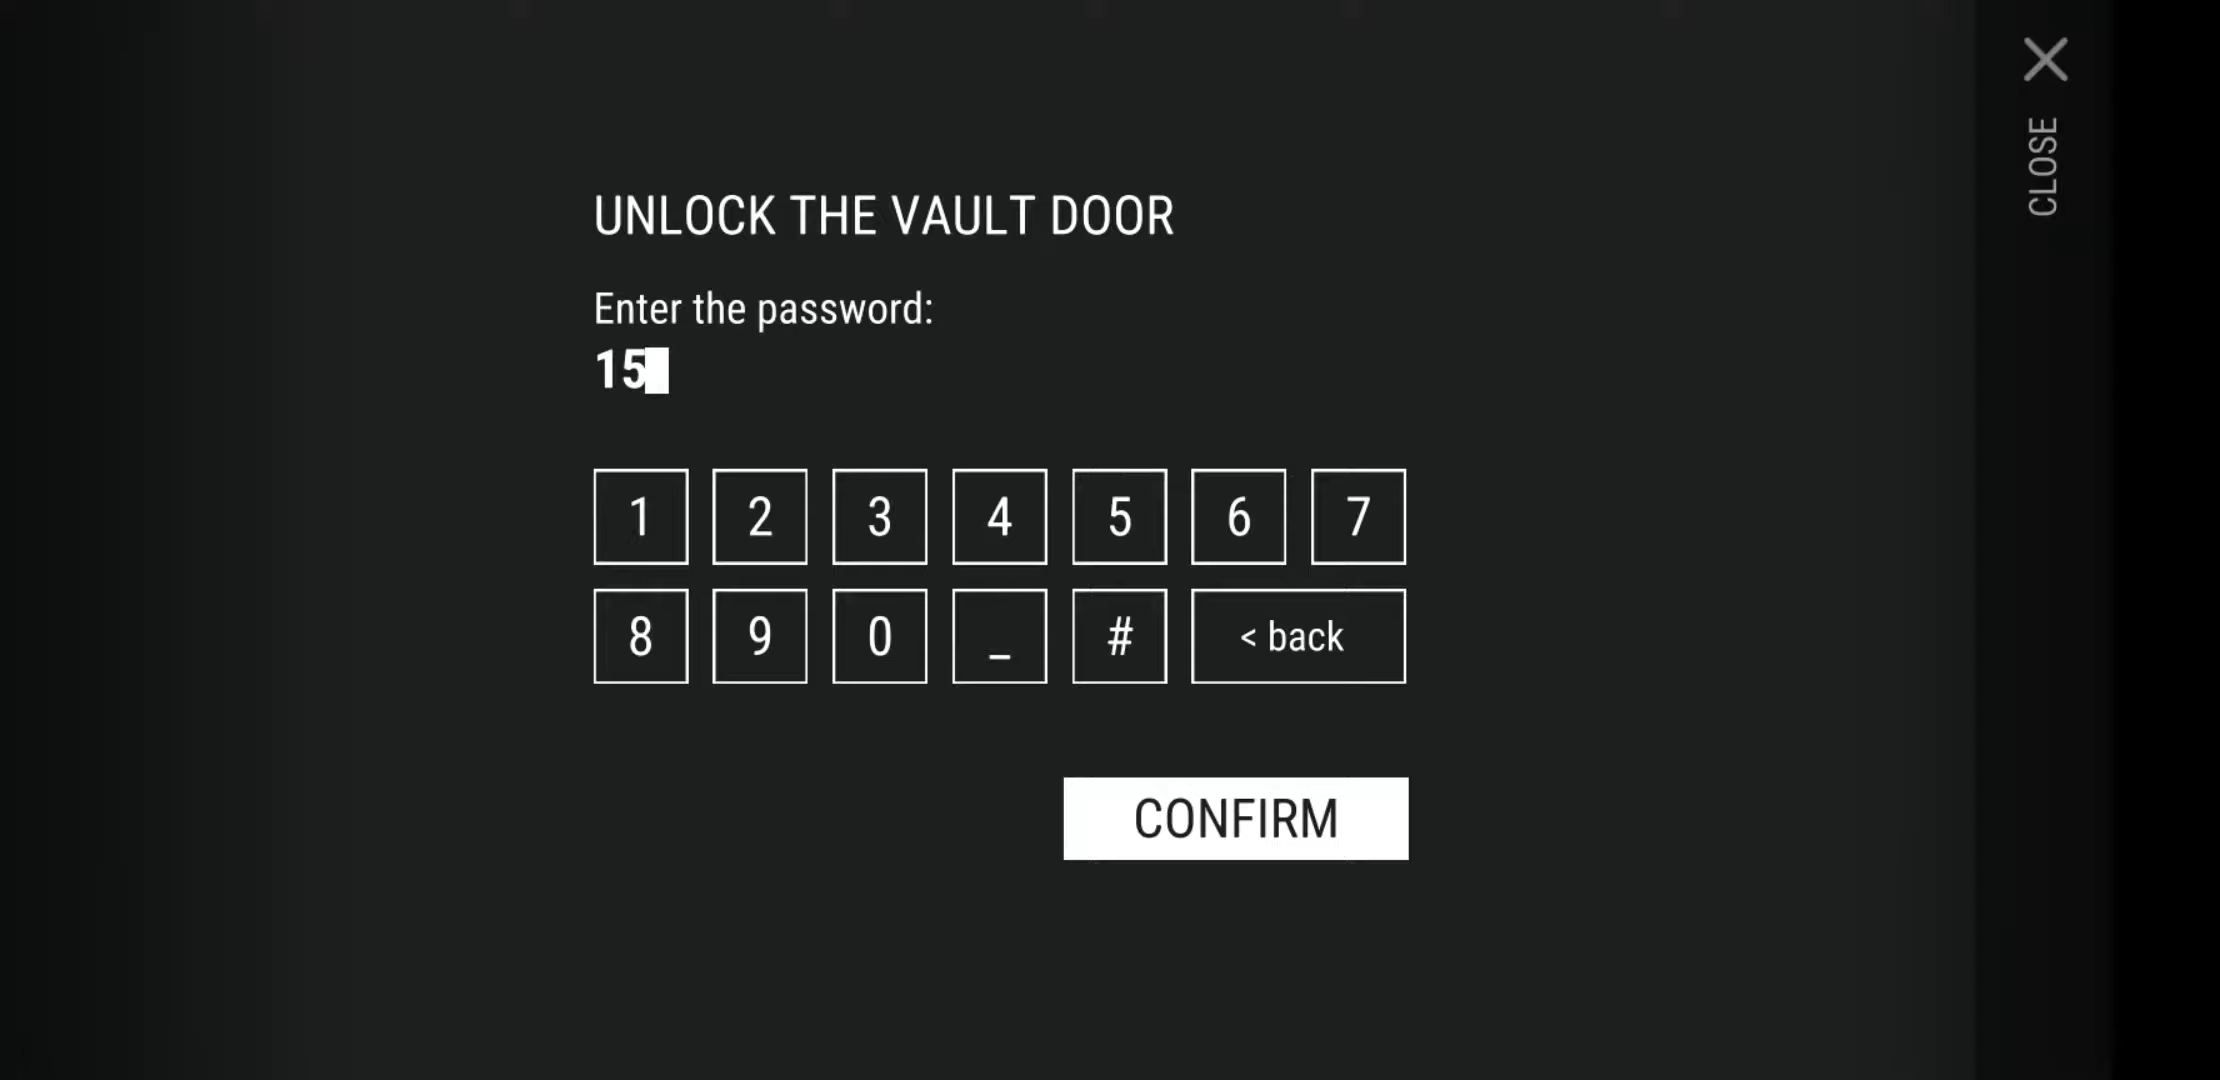 CLOSE
UNLOCK THE VAULT DOOR
Enter the password:
15
1 2 3 4 5 6 7
8 9 0 _ # < back
CONFIRM